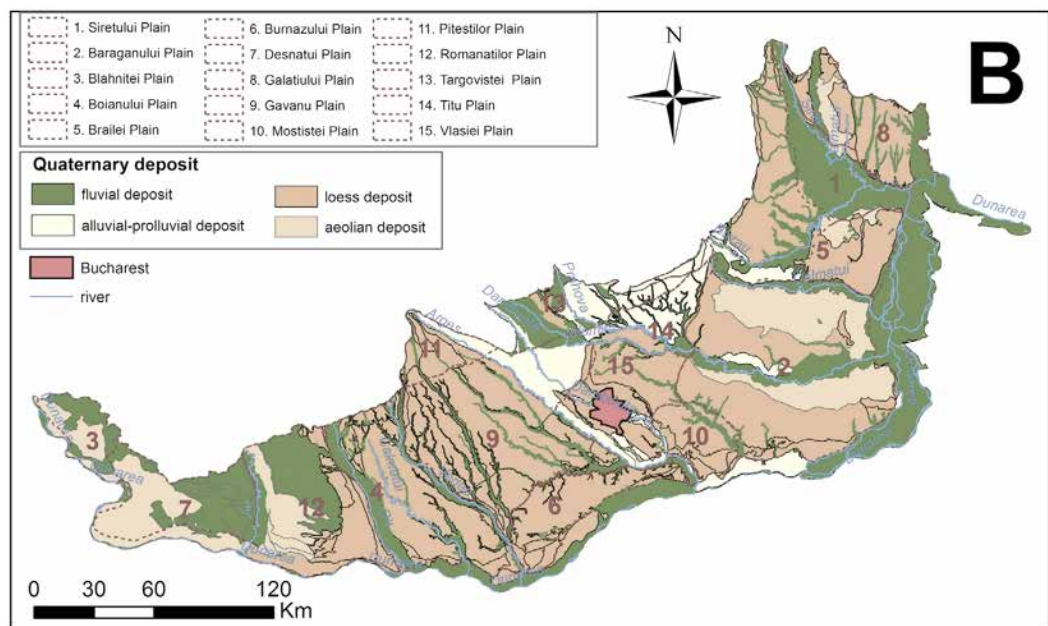 B
N
1. Siretului Plain
2. Baraganului Plain
3. Blahnitei Plain
4. Boianului Plain
5. Brailei Plain
6. Burnazului Plain
7. Desnatui Plain
8. Galatiului Plain
9. Gavanu Plain
10. Mostistei Plain
11. Pitestilor Plain
12. Romanatilor Plain
13. Targovistei Plain
14. Titu Plain
15. Vlasiei Plain
Quaternary deposit
fluvial deposit
alluvial-prolluvial deposit
loess deposit
aeolian deposit
Bucharest
river
8
1
Dunarea
5
Prahova
13
Arges
14
11
15
2
3
9
10
7
12
4
6
0 30 60 120
Km